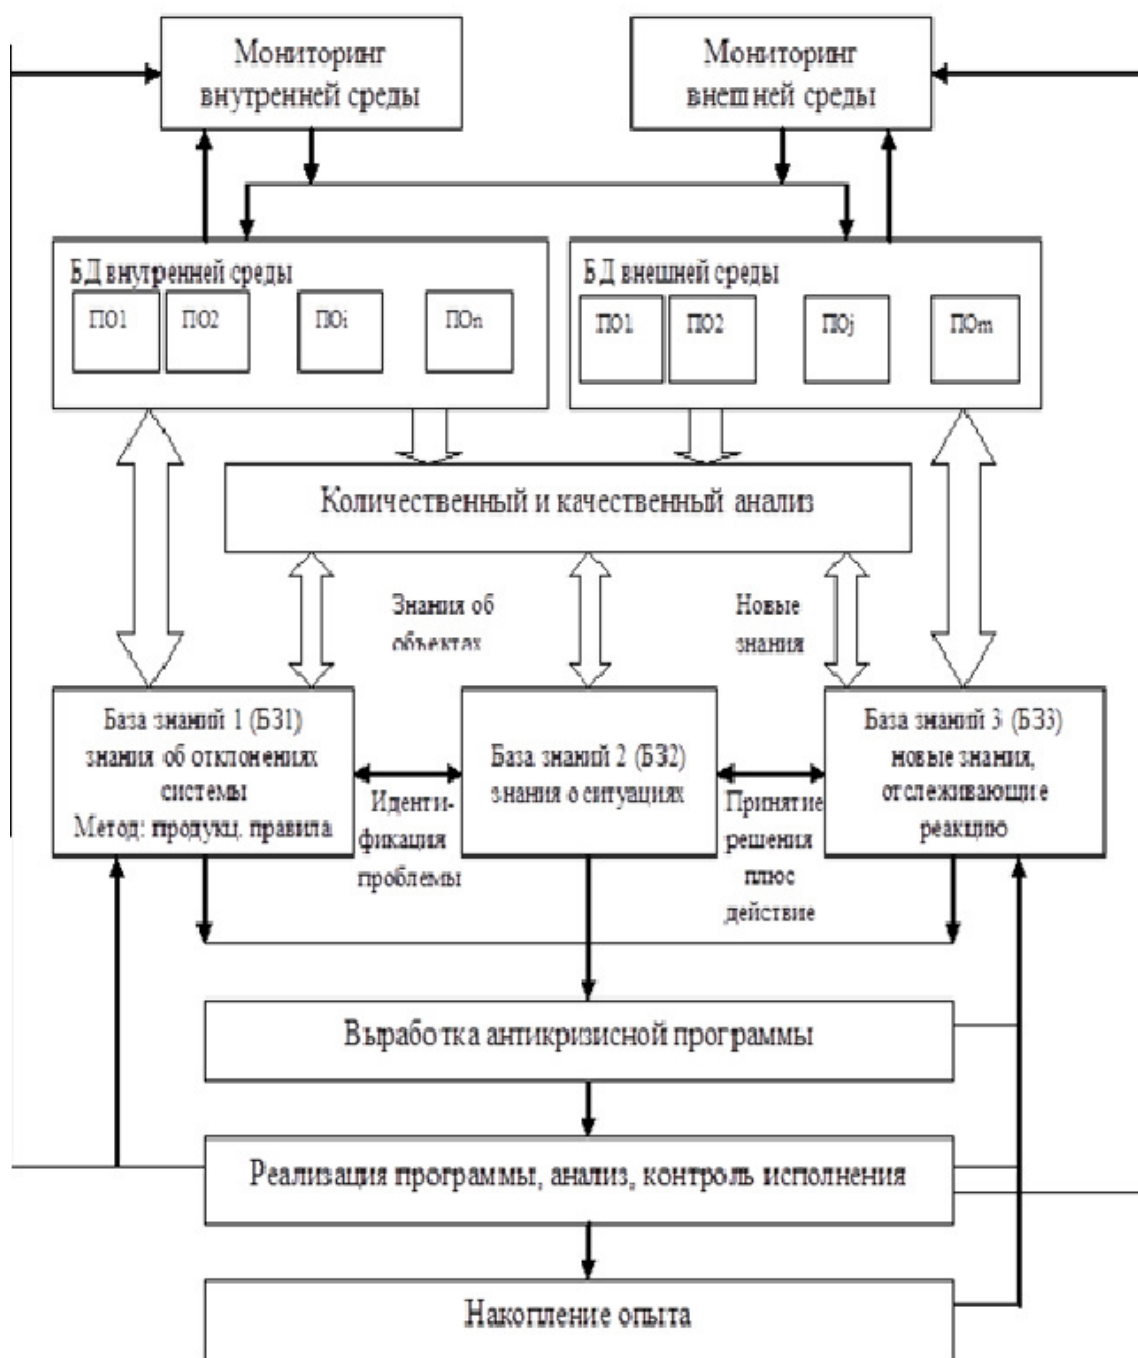 Мониторинг
внутренней среды
Мониторинг
внешней среды
БД внутренней среды
ПО1
ПО2
ПОi
ПОn
БД внешней среды
ПО1
ПО2
ПОj
ПОm
Количественный и качественный анализ
Знания об
объектах
Новые
знания
База знаний 1 (БЗ1)
знания об отклонениях
системы
Метод: продукц. правила
Иденти-
фикация
проблемы
База знаний 2 (БЗ2)
знания о ситуациях
Принятие
решения
плюс
действие
База знаний 3 (БЗ3)
новые знания,
отслеживающие
реакцию
Выработка антикризисной программы
Реализация программы, анализ, контроль исполнения
Накопление опыта